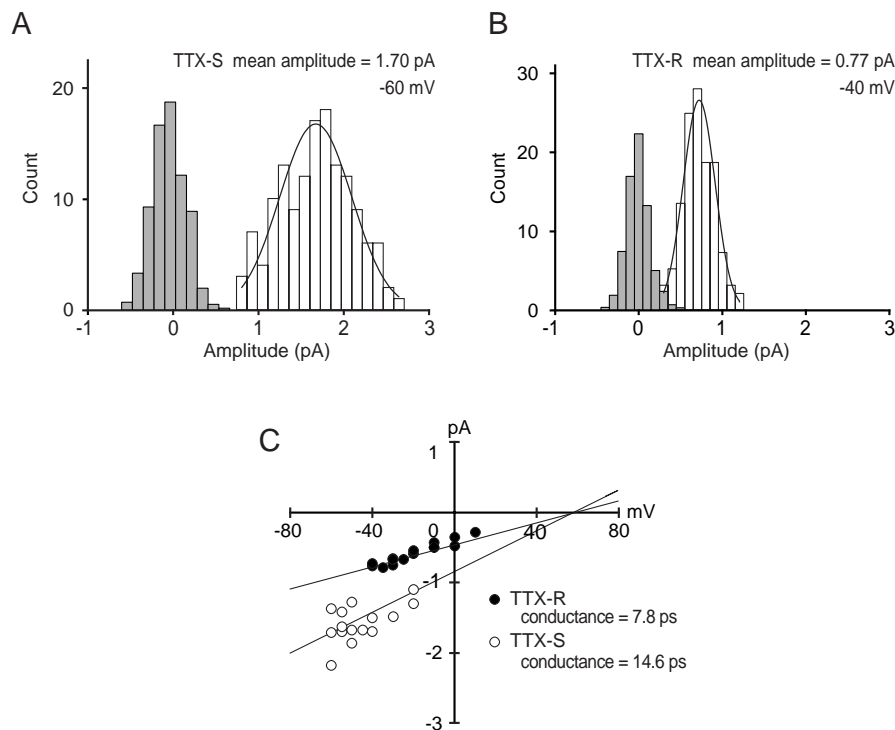 A
TTX-S mean amplitude = 1.70 pA
-60 mV
Count
20
10
0
-1
0
1
2
3
Amplitude (pA)
B
TTX-R mean amplitude = 0.77 pA
-40 mV
Count
30
20
10
0
-1
0
1
2
3
Amplitude (pA)
C
pA
1
mV
-80
-40
0
40
80
-1
-2
-3
TTX-R
conductance = 7.8 ps
TTX-S
conductance = 14.6 ps